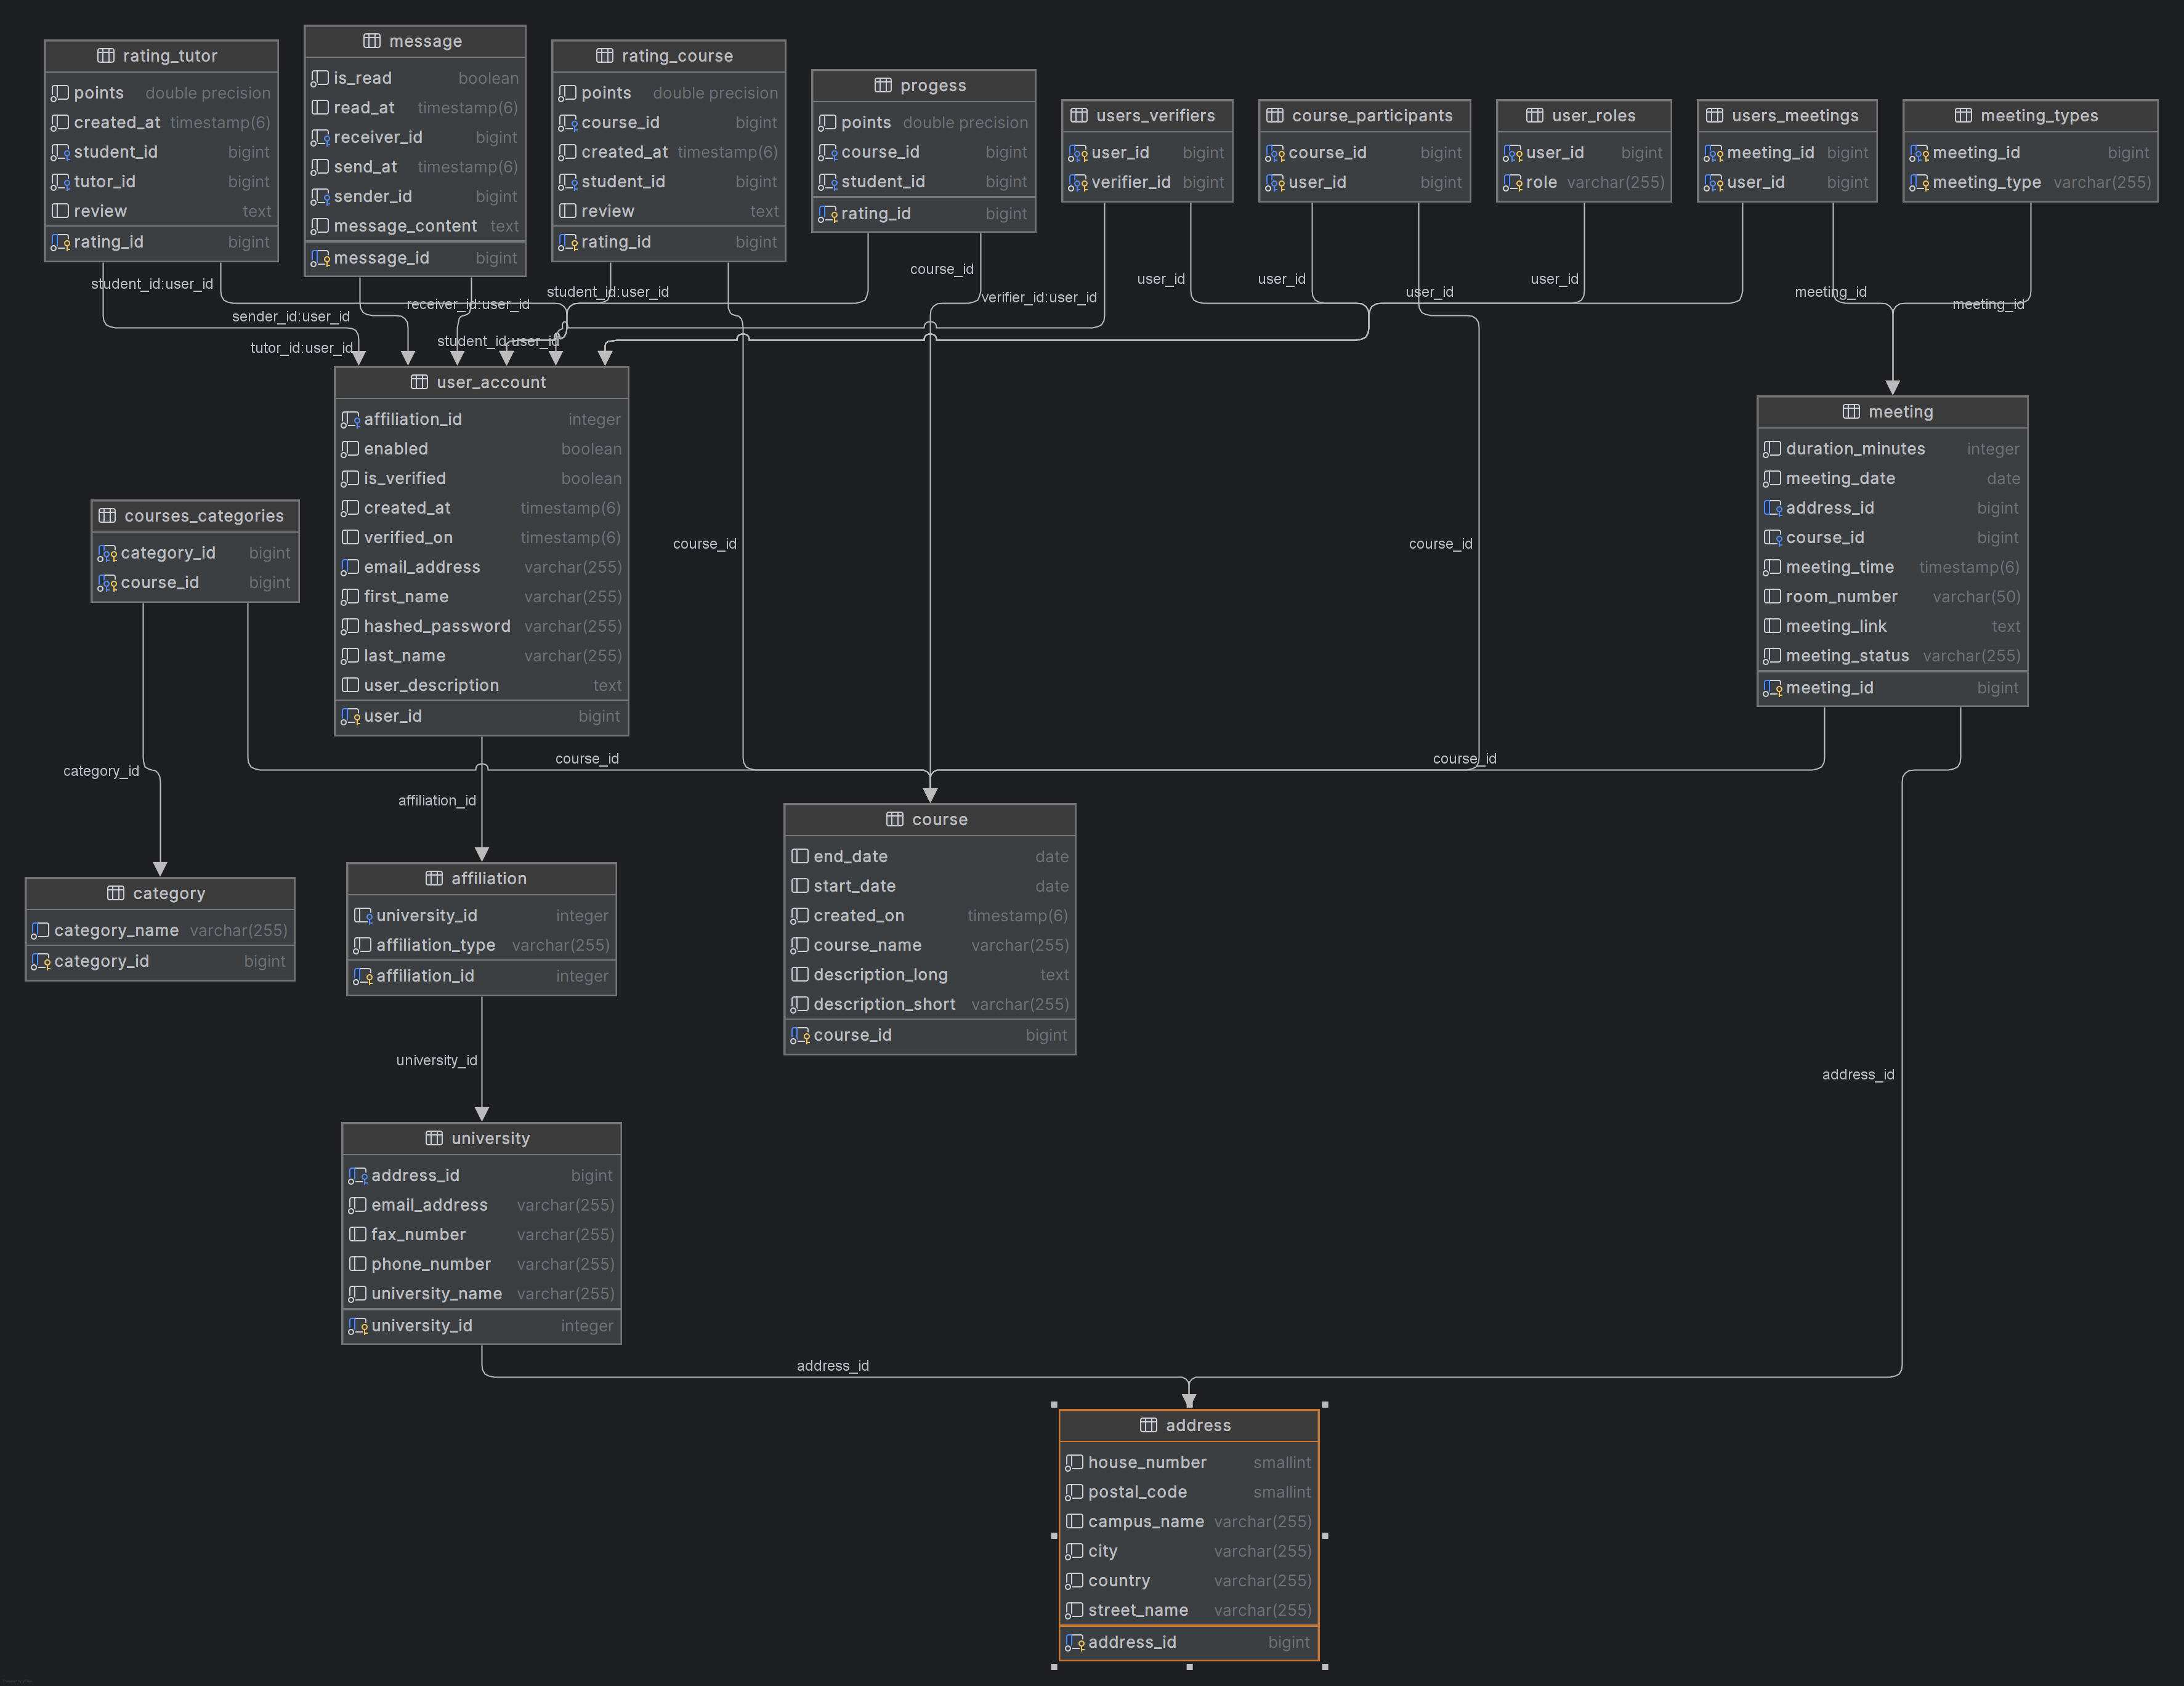 rating_tutor
points double precision
created_at timestamp(6)
student_id bigint
tutor_id bigint
review text
rating_id bigint
message
is_read boolean
read_at timestamp(6)
receiver_id bigint
send_at timestamp(6)
sender_id bigint
message_content text
message_id bigint
rating_course
points double precision
course_id bigint
created_at timestamp(6)
student_id bigint
review text
rating_id bigint
progess
points double precision
course_id bigint
student_id bigint
rating_id bigint
users_verifiers
user_id bigint
verifier_id bigint
course_participants
course_id bigint
user_id bigint
user_roles
user_id bigint
role varchar(255)
users_meetings
meeting_id bigint
user_id bigint
meeting_types
meeting_id bigint
meeting_type varchar(255)
student_id:user_id
receiver_id:user_id
student_id:user_id
course_id
verifier_id:user_id
user_id
user_id
user_id
user_id
meeting_id
meeting_id
sender_id:user_id
tutor_id:user_id
student_id:user_id
user_account
affiliation_id integer
enabled boolean
is_verified boolean
created_at timestamp(6)
verified_on timestamp(6)
email_address varchar(255)
first_name varchar(255)
hashed_password varchar(255)
last_name varchar(255)
user_description text
user_id bigint
meeting
duration_minutes integer
meeting_date date
address_id bigint
course_id bigint
meeting_time timestamp(6)
room_number varchar(50)
meeting_link text
meeting_status varchar(255)
meeting_id bigint
courses_categories
category_id bigint
course_id bigint
course_id
course_id
category_id
course_id
course_id
affiliation_id
category
category_name varchar(255)
category_id bigint
affiliation
university_id integer
affiliation_type varchar(255)
affiliation_id integer
course
end_date date
start_date date
created_on timestamp(6)
course_name varchar(255)
description_long text
description_short varchar(255)
course_id bigint
university_id
address_id
university
address_id bigint
email_address varchar(255)
fax_number varchar(255)
phone_number varchar(255)
university_name varchar(255)
university_id integer
address_id
address
house_number smallint
postal_code smallint
campus_name varchar(255)
city varchar(255)
country varchar(255)
street_name varchar(255)
address_id bigint